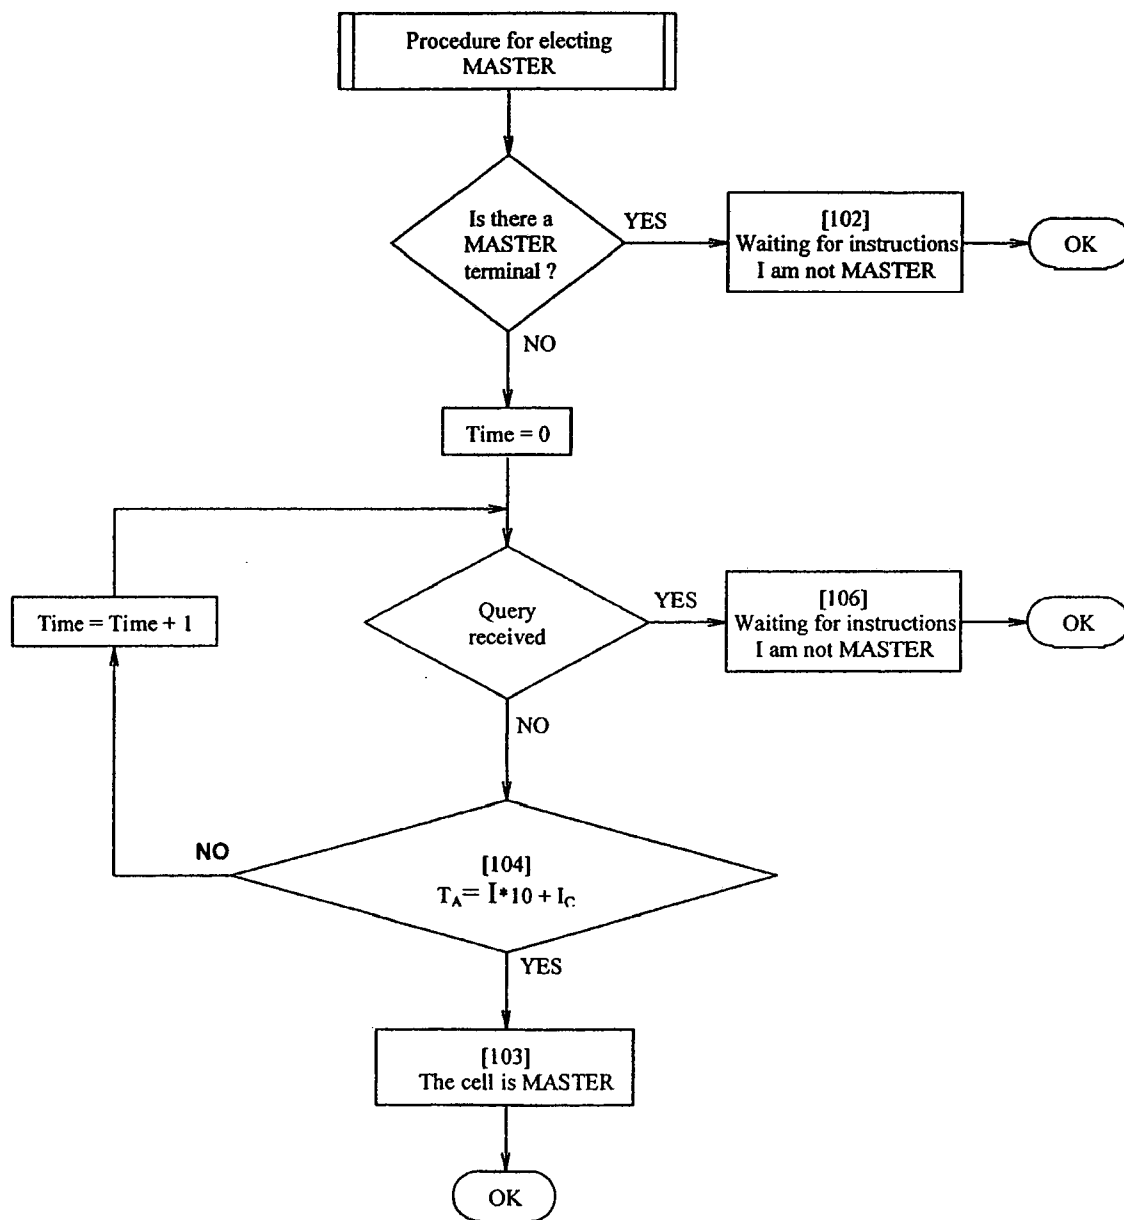 Procedure for electing
MASTER
Is there a
MASTER
terminal ?
YES
[102]
Waiting for instructions
I am not MASTER
OK
NO
Time = 0
Time = Time + 1
Query
received
YES
[106]
Waiting for instructions
I am not MASTER
OK
NO
NO
[104]
T_A= I*10 + I_C
YES
[103]
The cell is MASTER
OK